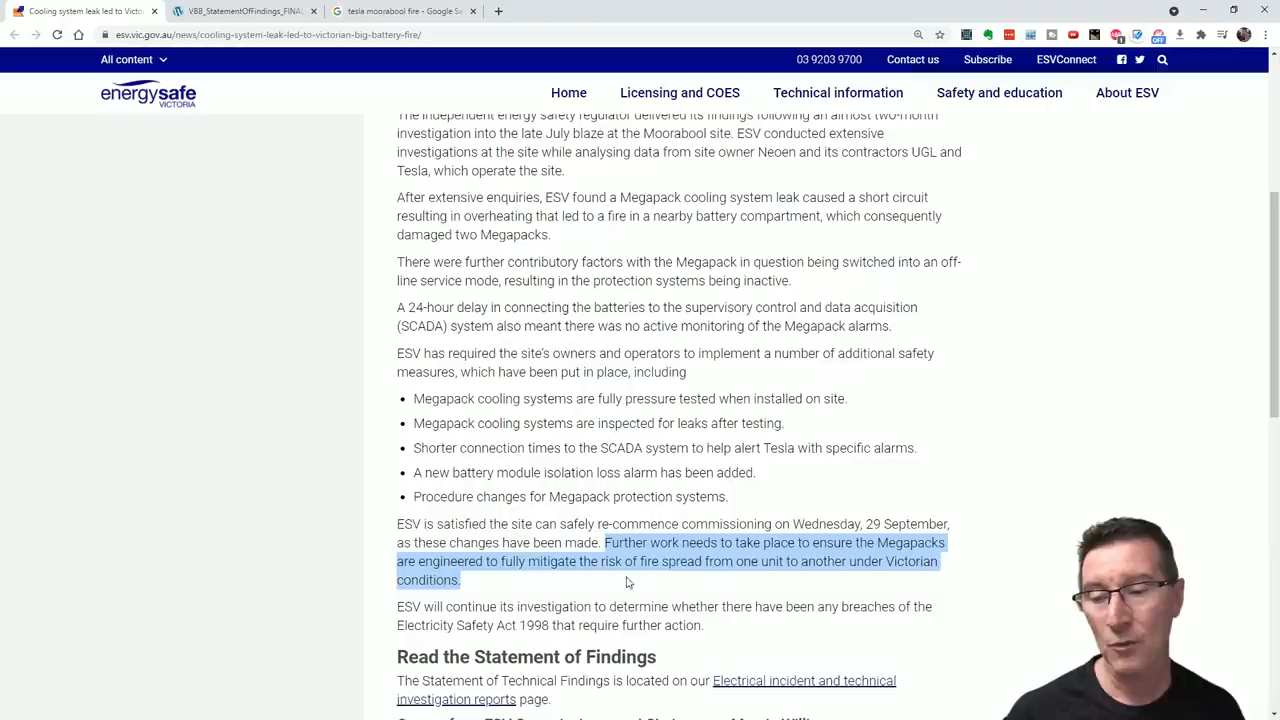 Cooling system leak led to Victo
VBB_StatementOfFindings_FINAL
tesla moorabool fire - Google Se
esv.vic.gov.au/news/cooling-system-leak-led-to-victorian-big-battery-fire/
All content
03 9203 9700
Contact us
Subscribe
ESVConnect
energysafe
VICTORIA
Home
Licensing and COES
Technical information
Safety and education
About ESV
The independent energy safety regulator delivered its findings following an almost two-month
investigation into the late July blaze at the Moorabool site. ESV conducted extensive
investigations at the site while analysing data from site owner Neoen and its contractors UGL and
Tesla, which operate the site.
After extensive enquiries, ESV found a Megapack cooling system leak caused a short circuit
resulting in overheating that led to a fire in a nearby battery compartment, which consequently
damaged two Megapacks.
There were further contributory factors with the Megapack in question being switched into an off-
line service mode, resulting in the protection systems being inactive.
A 24-hour delay in connecting the batteries to the supervisory control and data acquisition
(SCADA) system also meant there was no active monitoring of the Megapack alarms.
ESV has required the site's owners and operators to implement a number of additional safety
measures, which have been put in place, including
• Megapack cooling systems are fully pressure tested when installed on site.
• Megapack cooling systems are inspected for leaks after testing.
• Shorter connection times to the SCADA system to help alert Tesla with specific alarms.
• A new battery module isolation loss alarm has been added.
• Procedure changes for Megapack protection systems.
ESV is satisfied the site can safely re-commence commissioning on Wednesday, 29 September,
as these changes have been made. Further work needs to take place to ensure the Megapacks
are engineered to fully mitigate the risk of fire spread from one unit to another under Victorian
conditions.
ESV will continue its investigation to determine whether there have been any breaches of the
Electricity Safety Act 1998 that require further action.
Read the Statement of Findings
The Statement of Technical Findings is located on our Electrical incident and technical
investigation reports page.